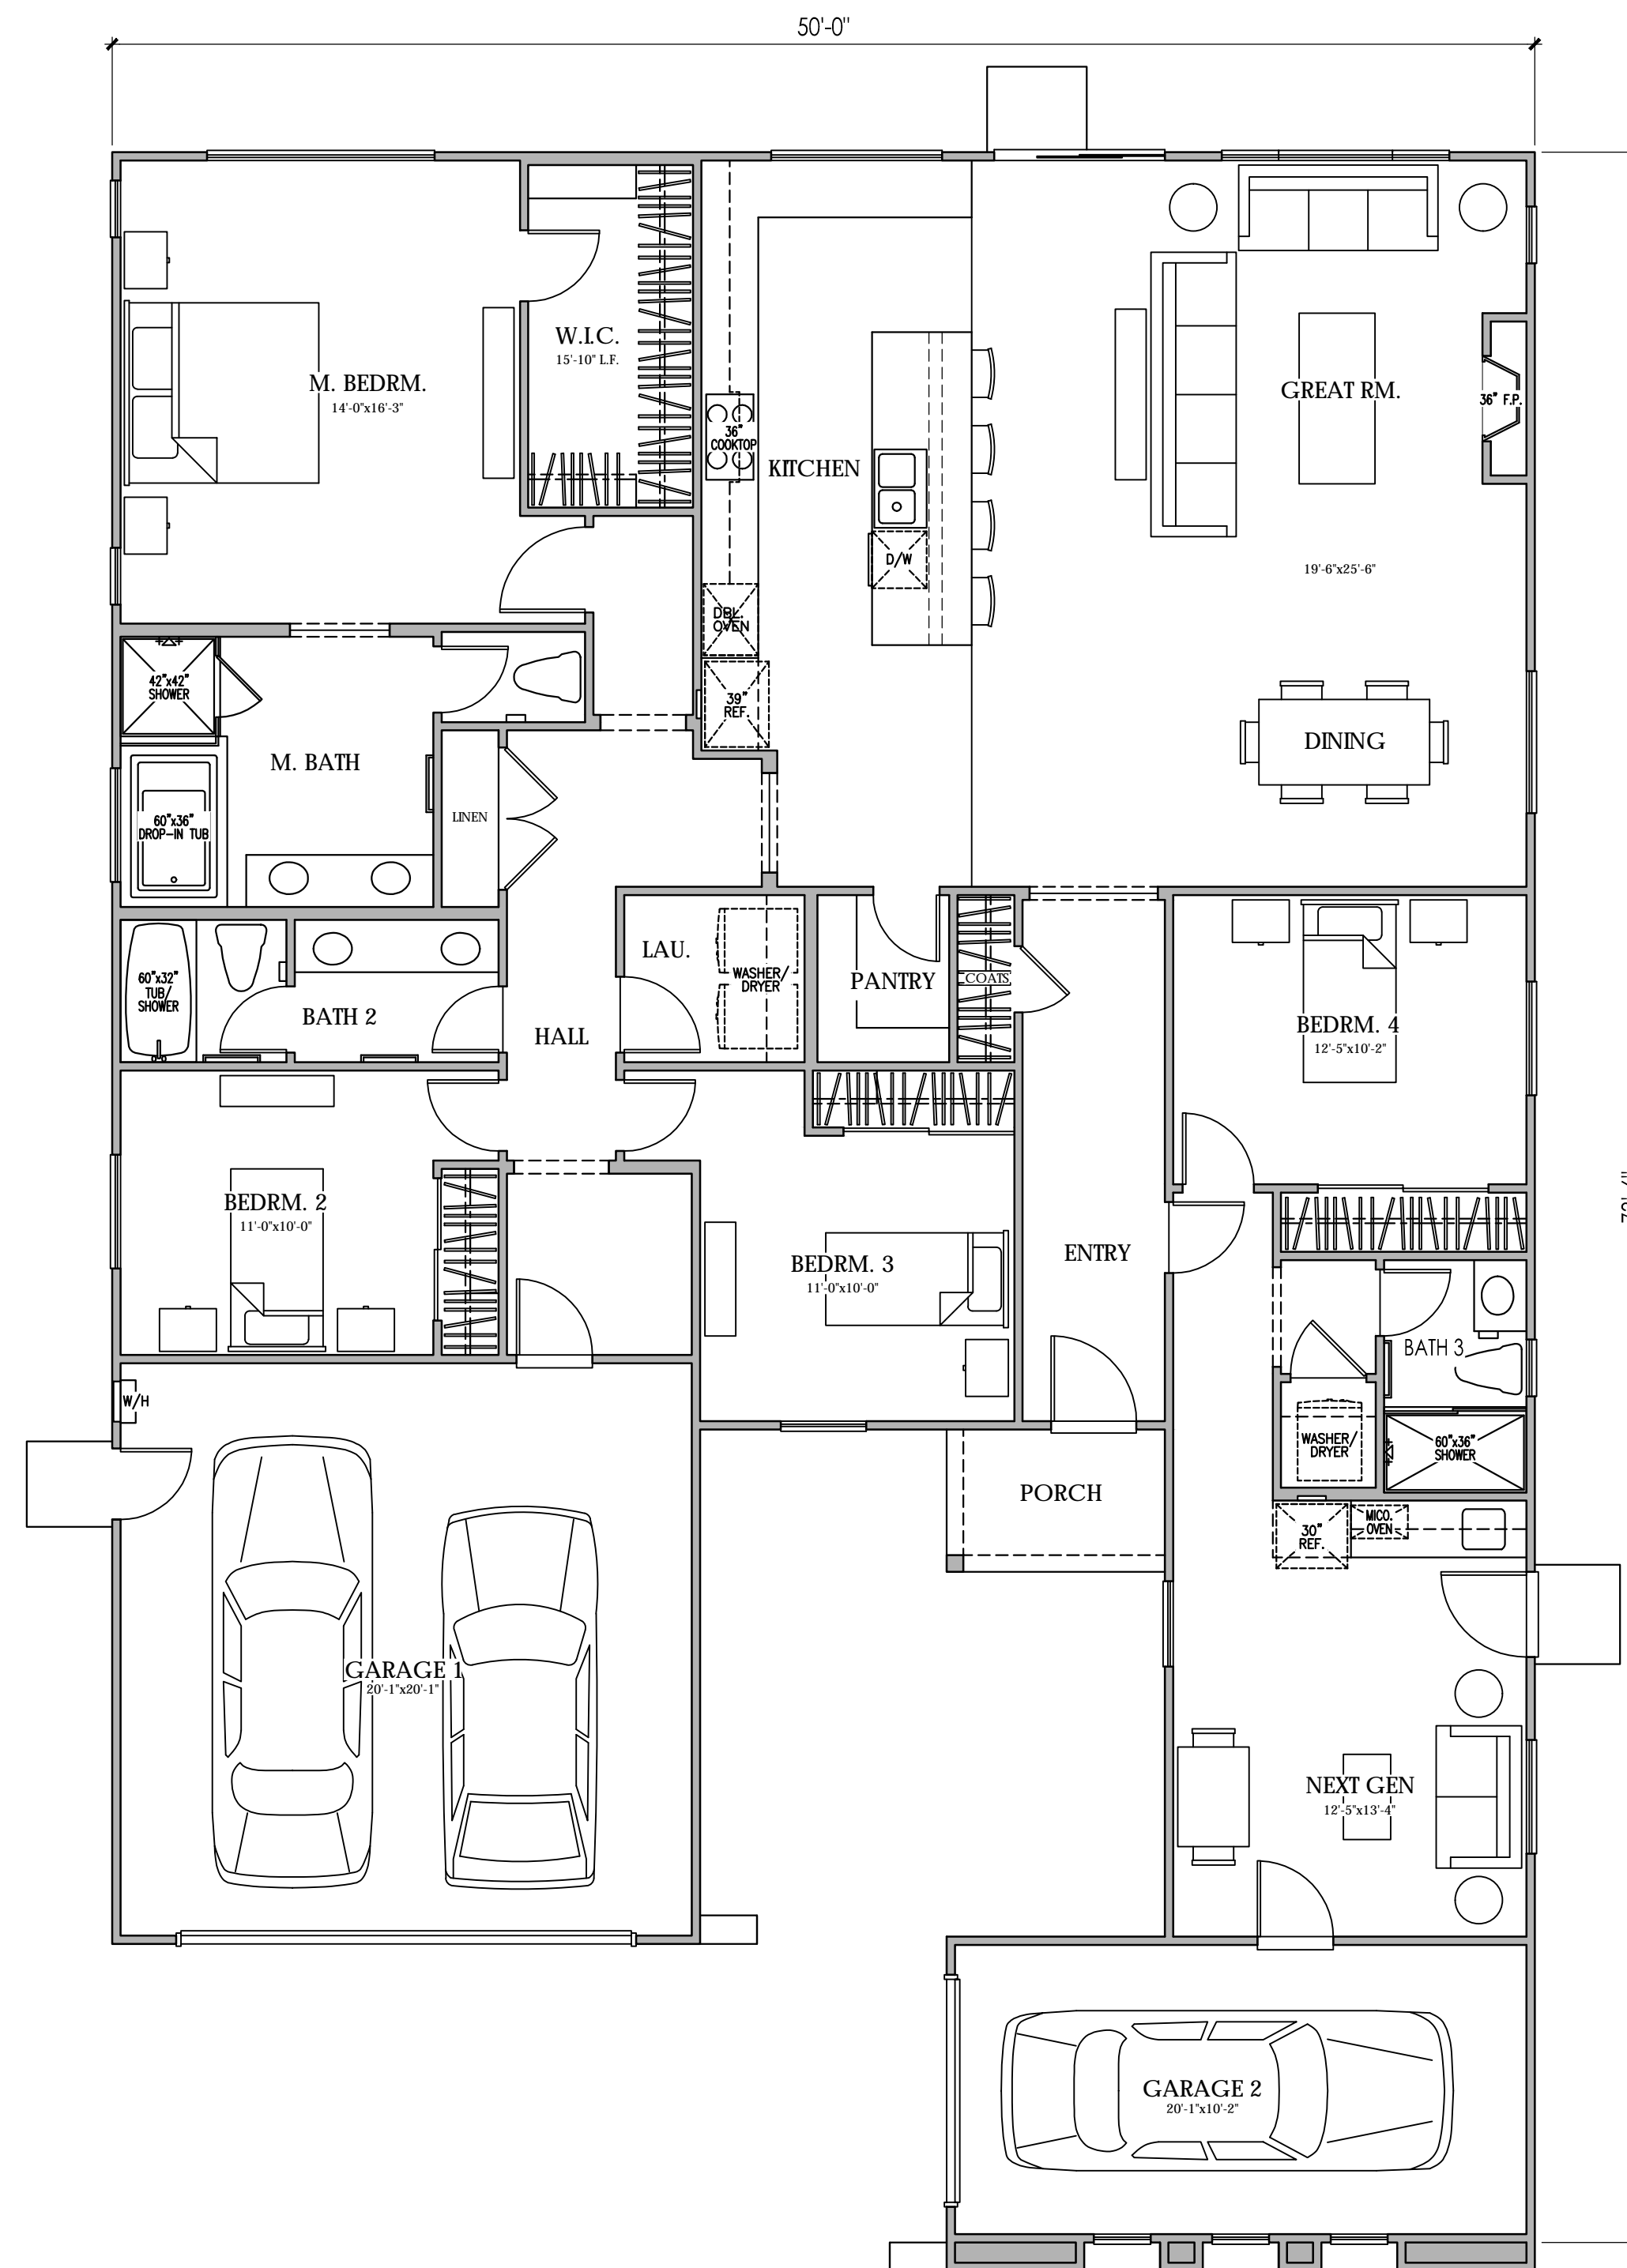 50'-0"
W.I.C.
15'-10" L.F.
M. BEDRM.
14'-0"x16'-3"
GREAT RM.
36" F.P.
36"
COOKTOP
KITCHEN
D/W
19'-6"x25'-6"
DBL.
OVEN
42"x42"
SHOWER
39"
REF.
DINING
M. BATH
LINEN
60"x36"
DROP-IN TUB
LAU.
WASHER/
DRYER
PANTRY
COATS
60"x32"
TUB/
SHOWER
BATH 2
HALL
BEDRM. 4
12'-5"x10'-2"
BEDRM. 2
11'-0"x10'-0"
BEDRM. 3
11'-0"x10'-0"
ENTRY
BATH 3
W/H
WASHER/
DRYER
60"x36"
SHOWER
PORCH
30"
REF.
MICO.
OVEN
GARAGE 1
20'-1"x20'-1"
NEXT GEN
12'-5"x13'-4"
GARAGE 2
20'-1"x10'-2"